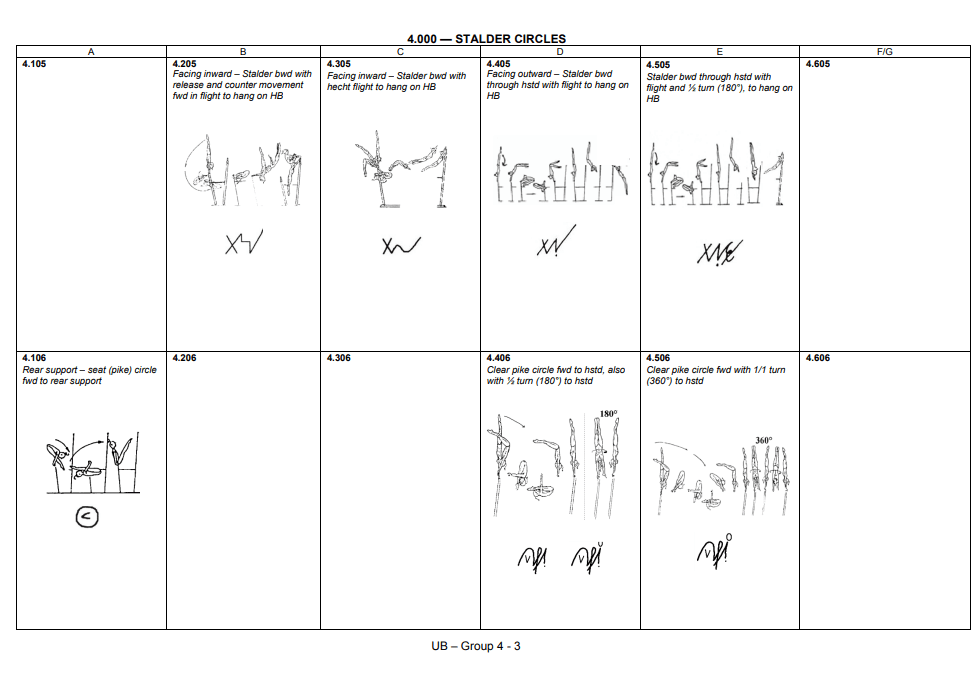 4.000 — STALDER CIRCLES
A
B
C
D
E
F/G
4.105
4.205
Facing inward – Stalder bwd with
release and counter movement
fwd in flight to hang on HB
4.305
Facing inward – Stalder bwd with
hecht flight to hang on HB
4.405
Facing outward – Stalder bwd
through hstd with flight to hang on
HB
4.505
Stalder bwd through hstd with
flight and ½ turn (180°), to hang on
HB
4.605
4.106
Rear support – seat (pike) circle
fwd to rear support
4.206
4.306
4.406
Clear pike circle fwd to hstd, also
with ½ turn (180°) to hstd
180°
4.506
Clear pike circle fwd with 1/1 turn
(360°) to hstd
360°
4.606
UB – Group 4 - 3